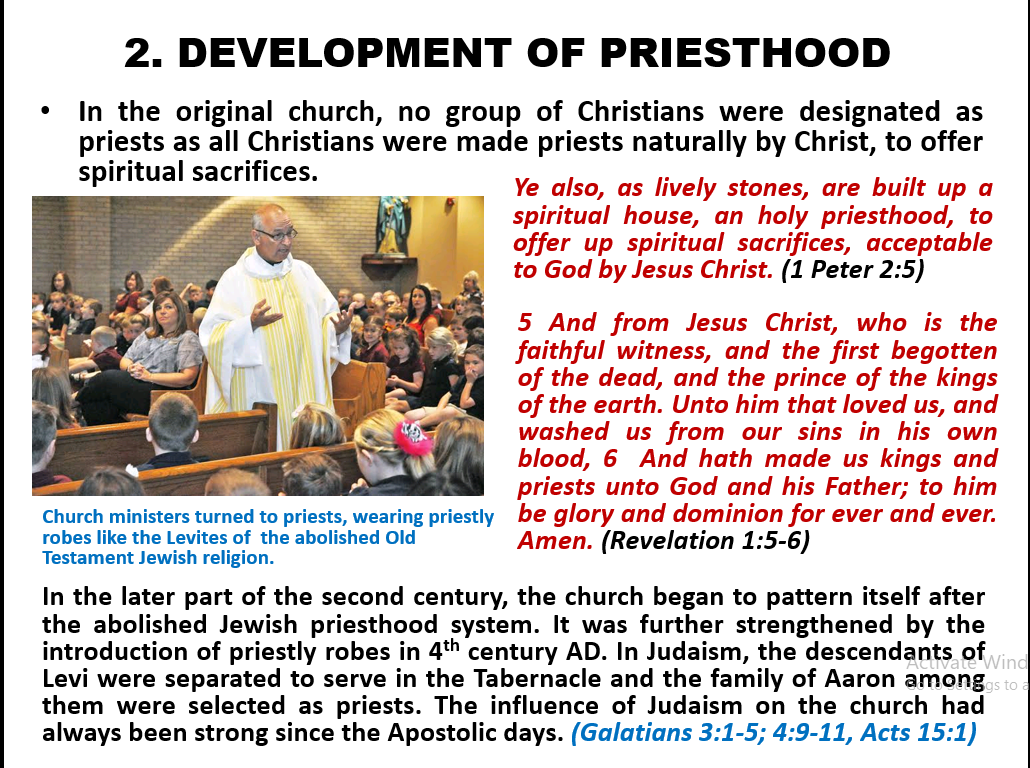 2. DEVELOPMENT OF PRIESTHOOD
• In the original church, no group of Christians were designated as
priests as all Christians were made priests naturally by Christ, to offer
spiritual sacrifices.
Ye also, as lively stones, are built up a
spiritual house, an holy priesthood, to
offer up spiritual sacrifices, acceptable
to God by Jesus Christ. (1 Peter 2:5)
5 And from Jesus Christ, who is the
faithful witness, and the first begotten
of the dead, and the prince of the kings
of the earth. Unto him that loved us, and
washed us from our sins in his own
blood, 6 And hath made us kings and
priests unto God and his Father; to him
be glory and dominion for ever and ever.
Amen. (Revelation 1:5-6)
Church ministers turned to priests, wearing priestly
robes like the Levites of the abolished Old
Testament Jewish religion.
In the later part of the second century, the church began to pattern itself after
the abolished Jewish priesthood system. It was further strengthened by the
introduction of priestly robes in 4th century AD. In Judaism, the descendants of
Levi were separated to serve in the Tabernacle and the family of Aaron among
them were selected as priests. The influence of Judaism on the church had
always been strong since the Apostolic days. (Galatians 3:1-5; 4:9-11, Acts 15:1)
Activate Wind
Go to Settings to a